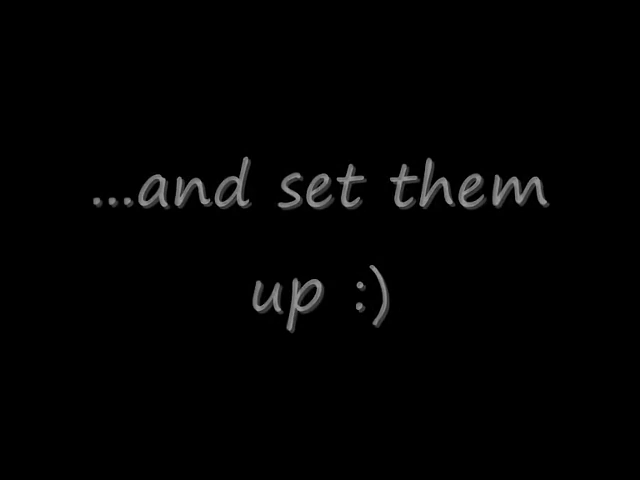 ...and set them
up :)